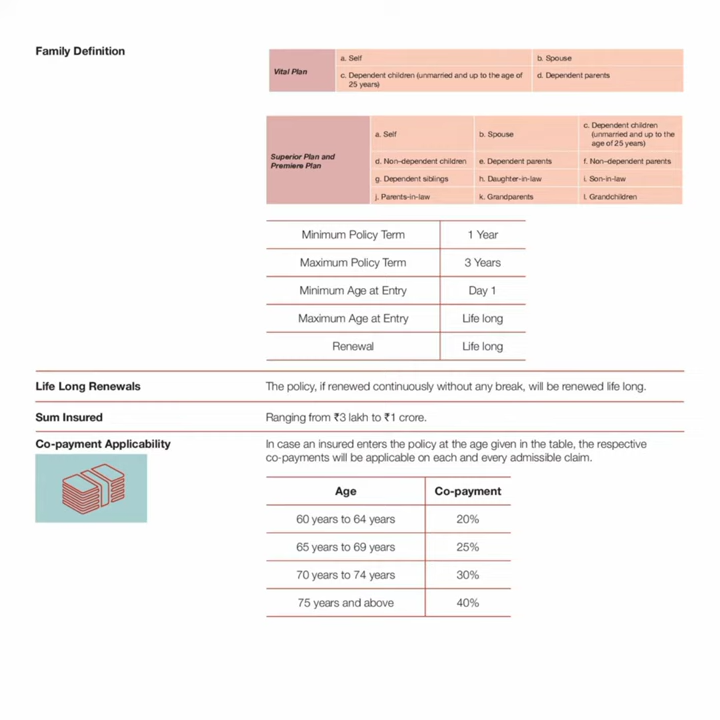 Family Definition
Vital Plan
a. Self
b. Spouse
c. Dependent children (unmarried and up to the age of
25 years)
d. Dependent parents
Superior Plan and
Premiere Plan
a. Self
b. Spouse
c. Dependent children
(unmarried and up to the
age of 25 years)
d. Non-dependent children
e. Dependent parents
f. Non-dependent parents
g. Dependent siblings
h. Daughter-in-law
i. Son-in-law
j. Parents-in-law
k. Grandparents
l. Grandchildren
Minimum Policy Term 1 Year
Maximum Policy Term 3 Years
Minimum Age at Entry Day 1
Maximum Age at Entry Life long
Renewal Life long
Life Long Renewals
The policy, if renewed continuously without any break, will be renewed life long.
Sum Insured
Ranging from ₹3 lakh to ₹1 crore.
Co-payment Applicability
In case an insured enters the policy at the age given in the table, the respective
co-payments will be applicable on each and every admissible claim.
Age Co-payment
60 years to 64 years 20%
65 years to 69 years 25%
70 years to 74 years 30%
75 years and above 40%